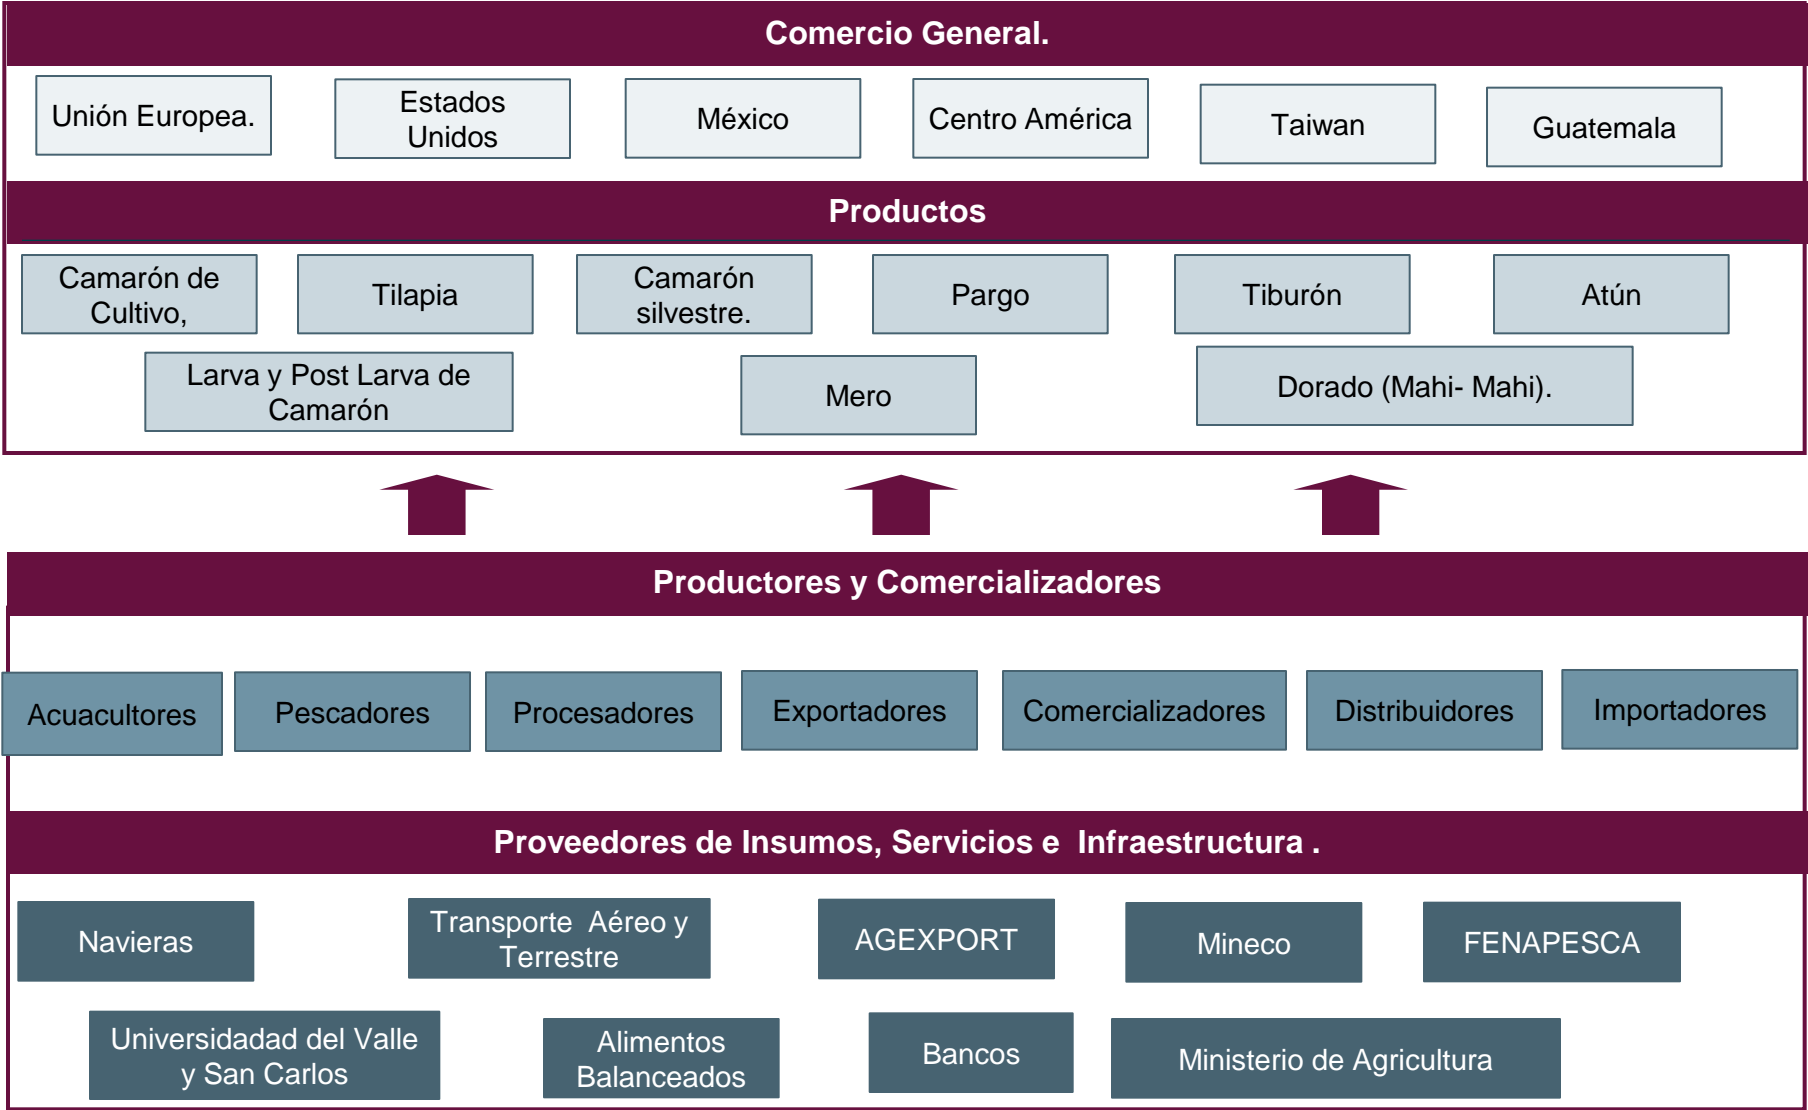 Comercio General.
Unión Europea.
Estados
Unidos
México
Centro América
Taiwan
Guatemala
Productos
Camarón de
Cultivo,
Tilapia
Camarón
silvestre.
Pargo
Tiburón
Atún
Larva y Post Larva de
Camarón
Mero
Dorado (Mahi- Mahi).
Productores y Comercializadores
Acuacultores
Pescadores
Procesadores
Exportadores
Comercializadores
Distribuidores
Importadores
Proveedores de Insumos, Servicios e  Infraestructura .
Navieras
Transporte  Aéreo y
Terrestre
AGEXPORT
Mineco
FENAPESCA
Universidadad del Valle
y San Carlos
Alimentos
Balanceados
Bancos
Ministerio de Agricultura